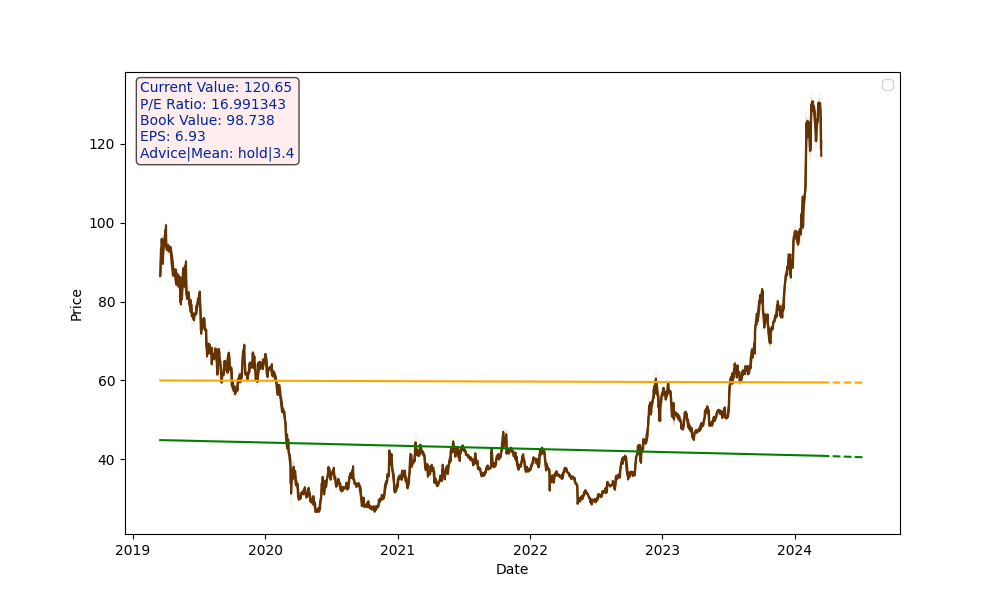 Current Value: 120.65
P/E Ratio: 16.991343
Book Value: 98.738
EPS: 6.93
Advice|Mean: hold|3.4
120
100
80
60
40
Price
2019 2020 2021 2022 2023 2024
Date